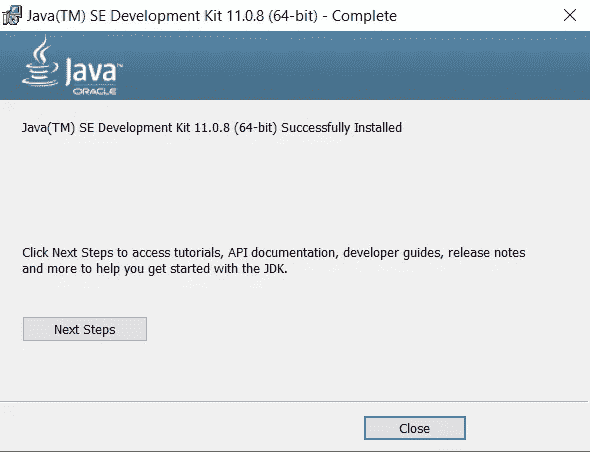 Java(TM) SE Development Kit 11.0.8 (64-bit) - Complete
Java™
ORACLE
Java(TM) SE Development Kit 11.0.8 (64-bit) Successfully Installed
Click Next Steps to access tutorials, API documentation, developer guides, release notes
and more to help you get started with the JDK.
Next Steps
Close